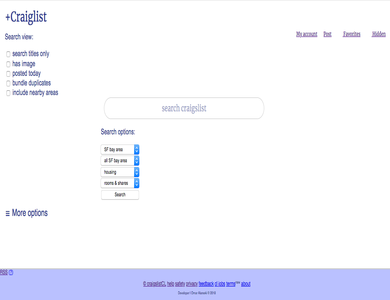 +Craiglist
Search view:
My account Post Favorites Hidden
search titles only
has image
posted today
bundle duplicates
include nearby areas
search craigslist
Search options:
SF bay area
all SF bay area
housing
rooms & shares
Search
≡ More options
RSS (?)
© craigslistCL help safety privacy feedback cl jobs terms about